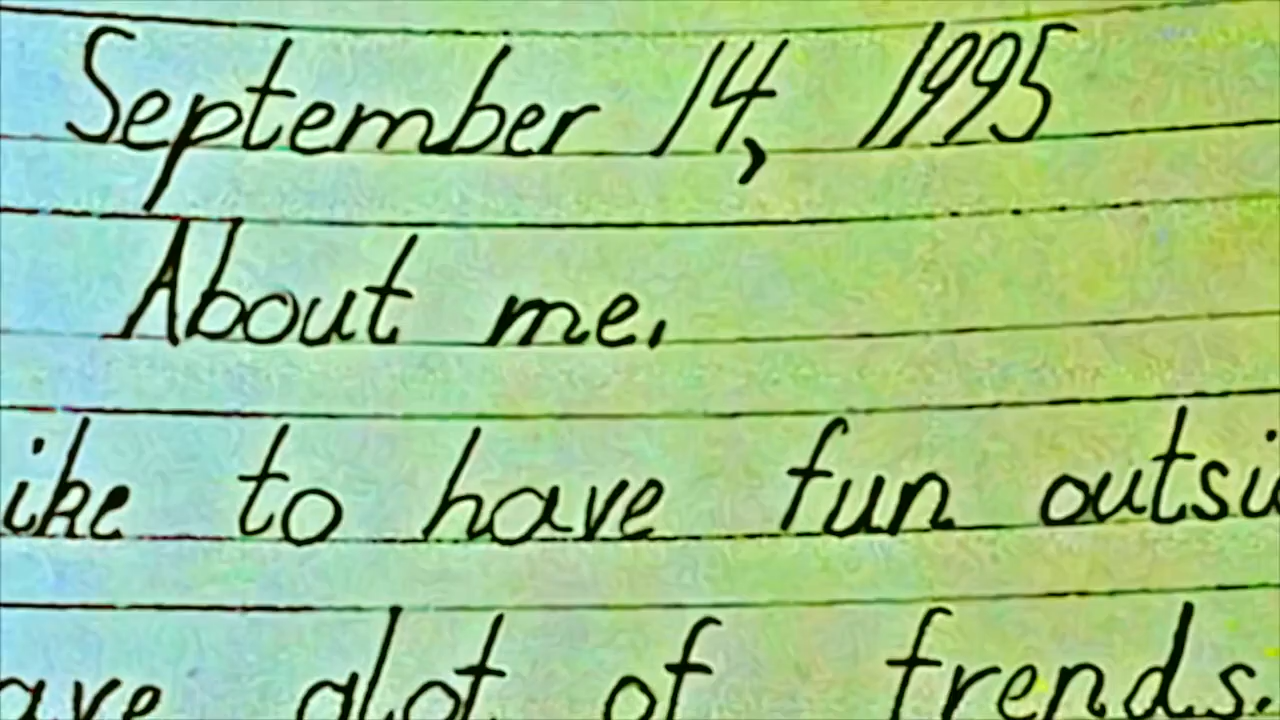 September 14, 1995
About me.
ike to have fun outsi
ave alot of frends.